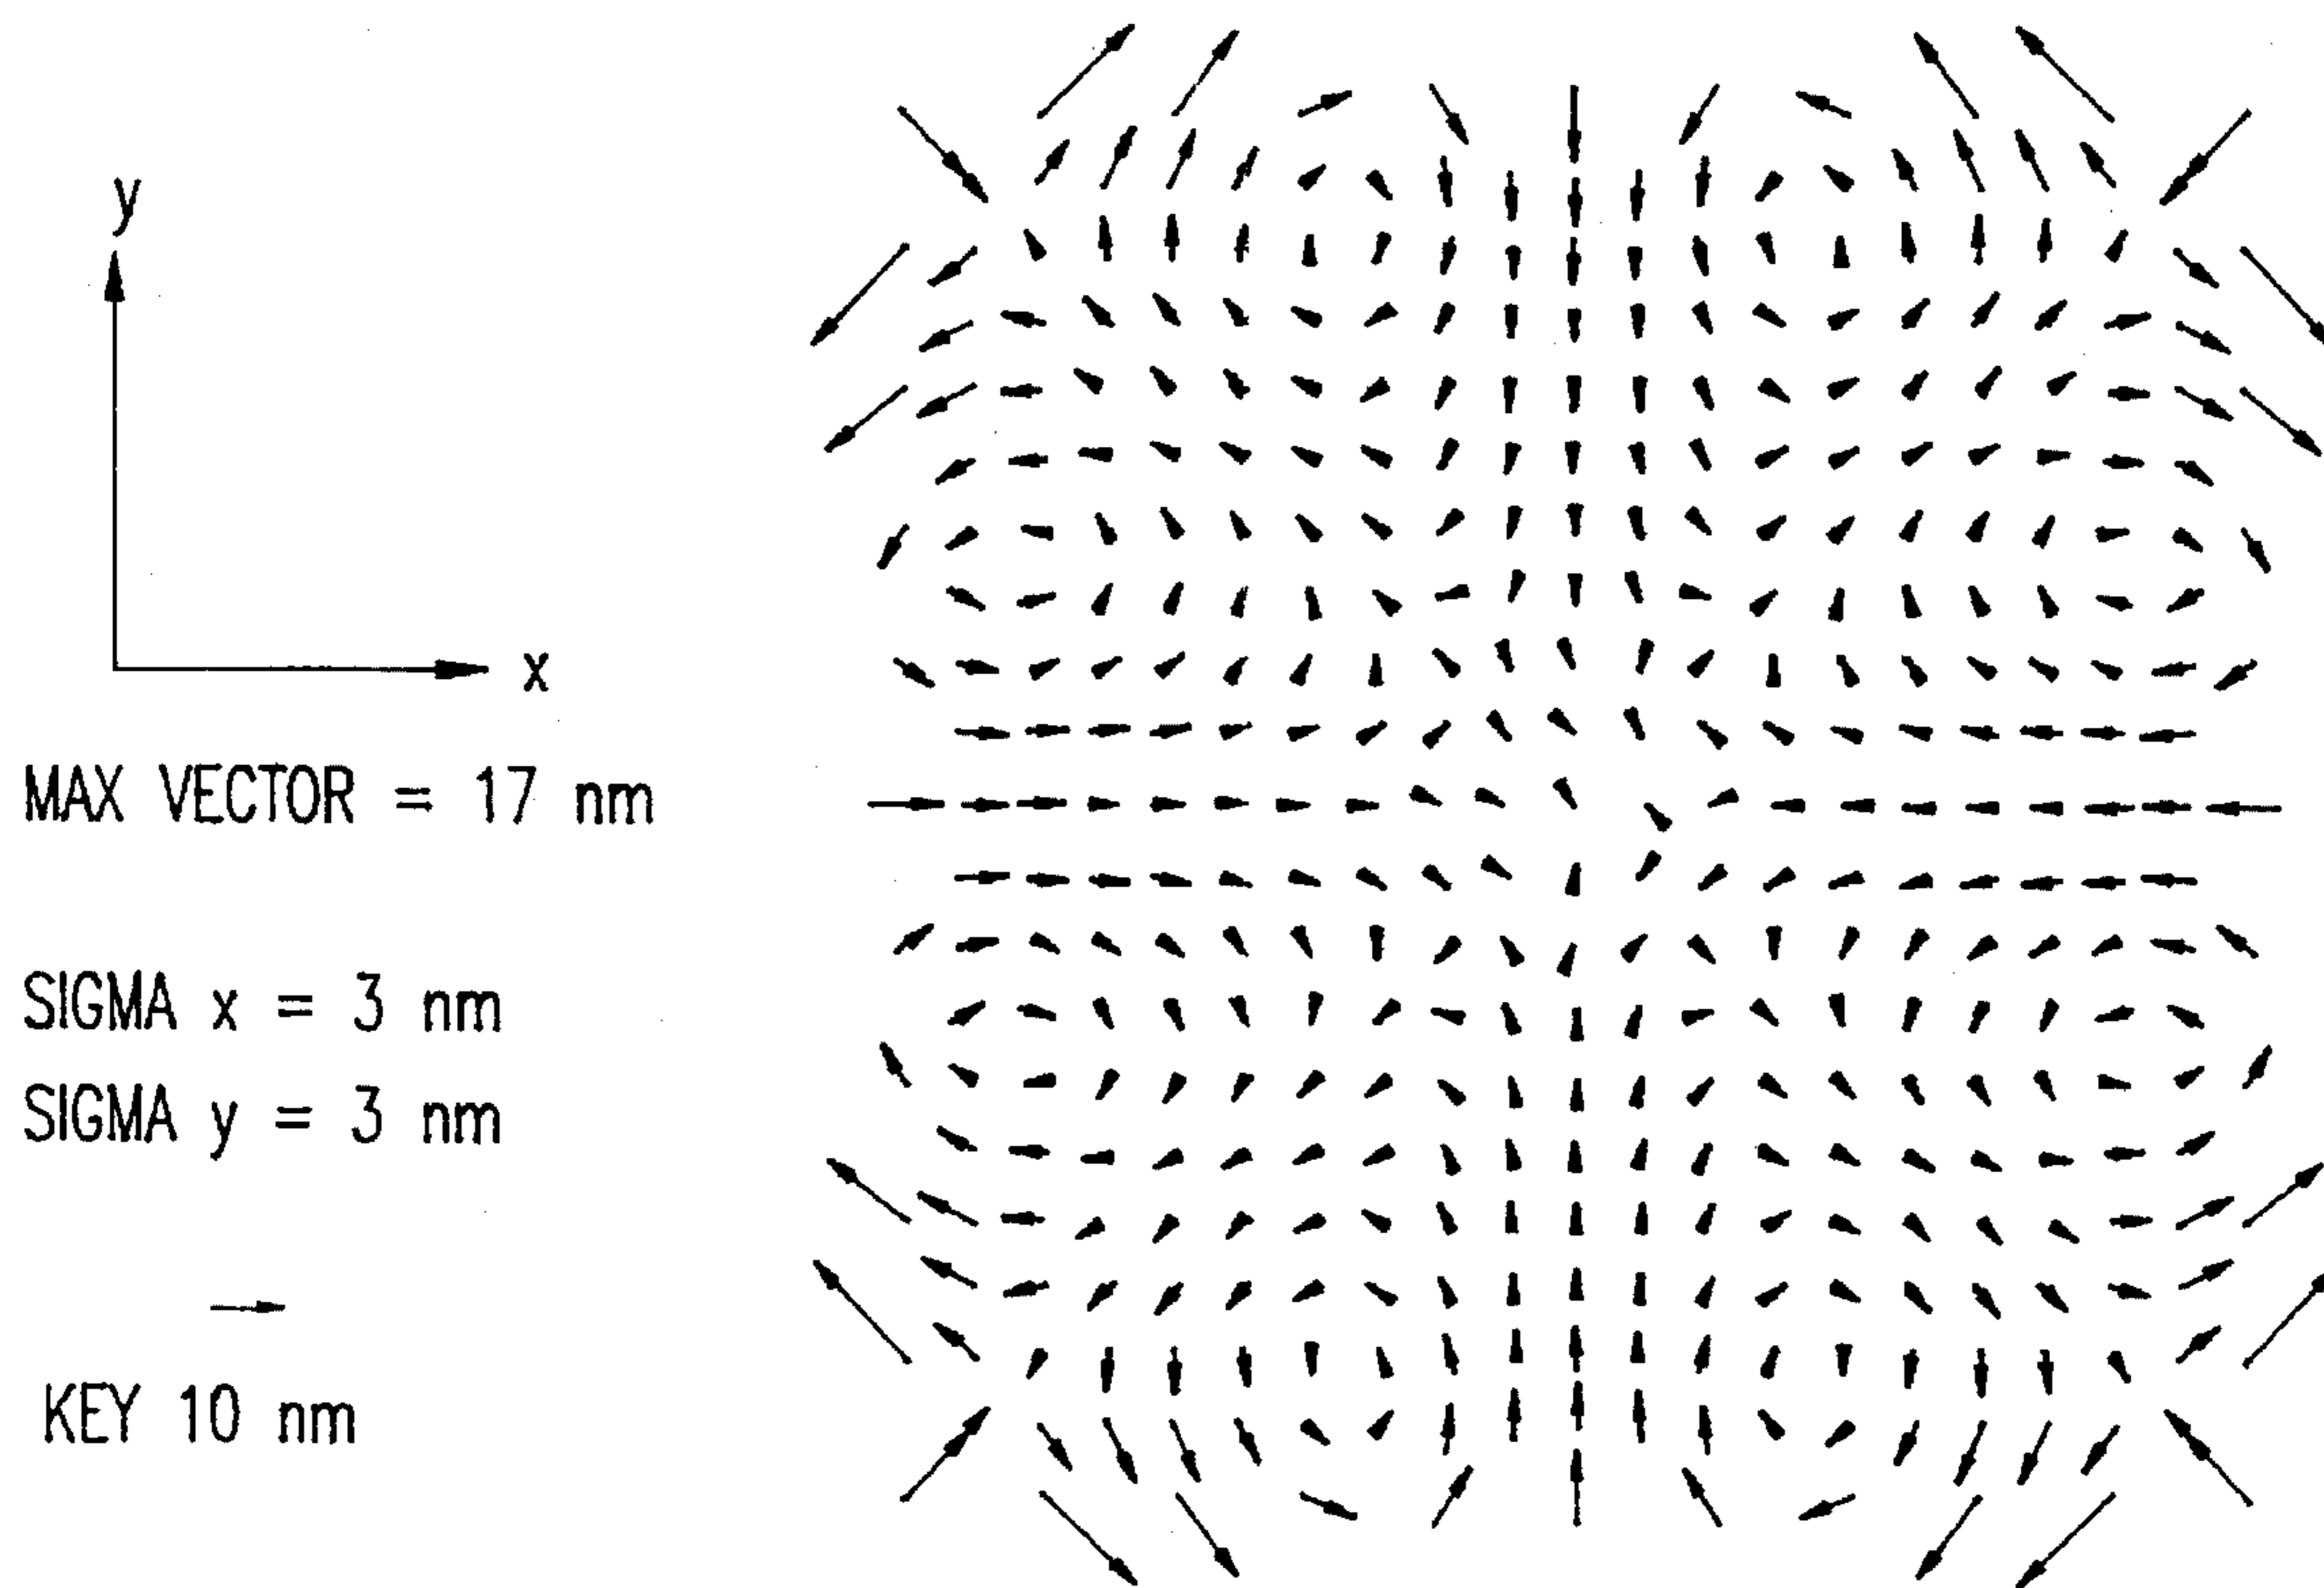 y
x
MAX VECTOR = 17 nm
SIGMA x = 3 nm
SIGMA y = 3 nm
KEY 10 nm